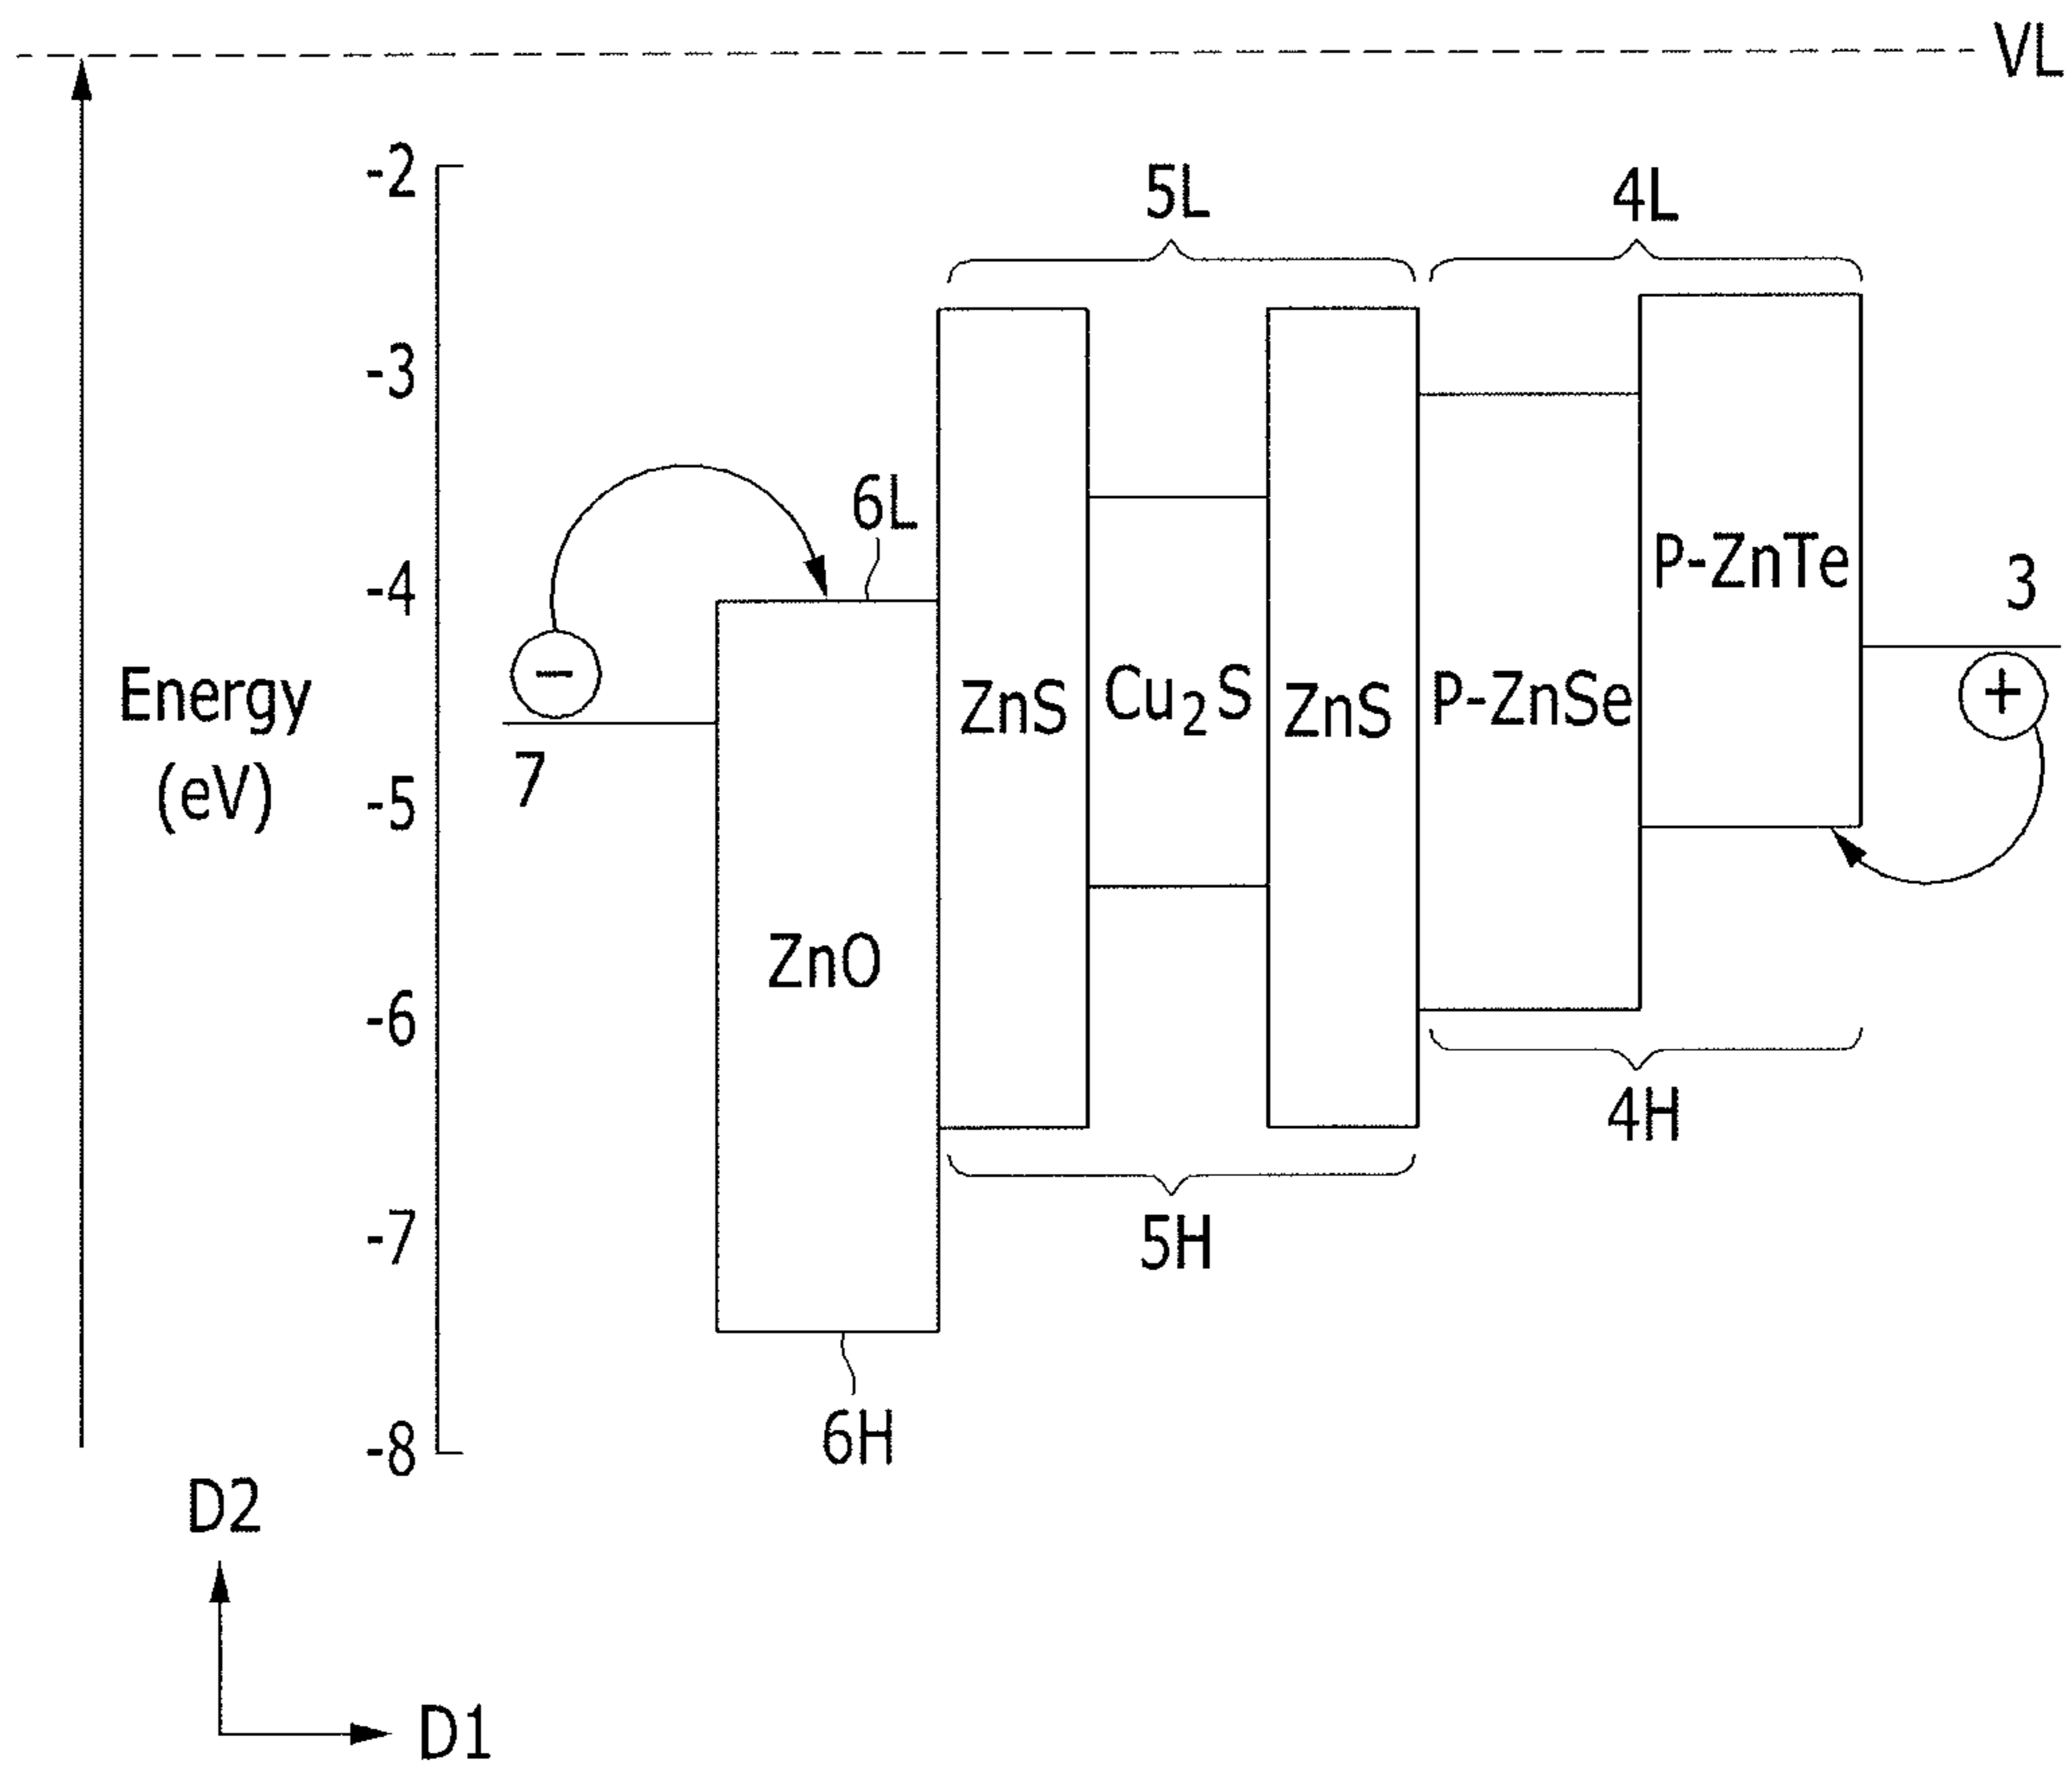 VL
-2
5L
4L
-3
6L
-4
P-ZnTe
3
Energy
(eV)
−
+
ZnS
Cu₂S
ZnS
P-ZnSe
7
-5
ZnO
-6
4H
-7
5H
6H
-8
D2
D1